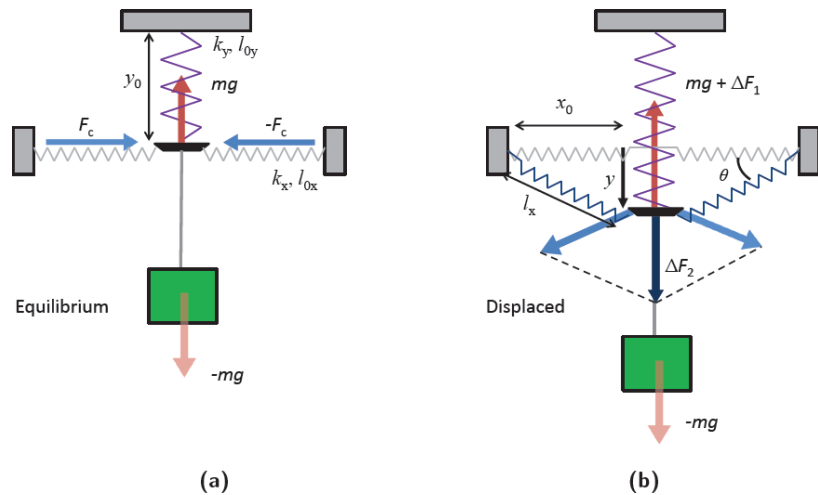 k_y, l_0y
y_0
mg
F_c
-F_c
k_x, l_0x
Equilibrium
-mg
(a)
mg + ΔF_1
x_0
θ
y
l_x
ΔF_2
Displaced
-mg
(b)